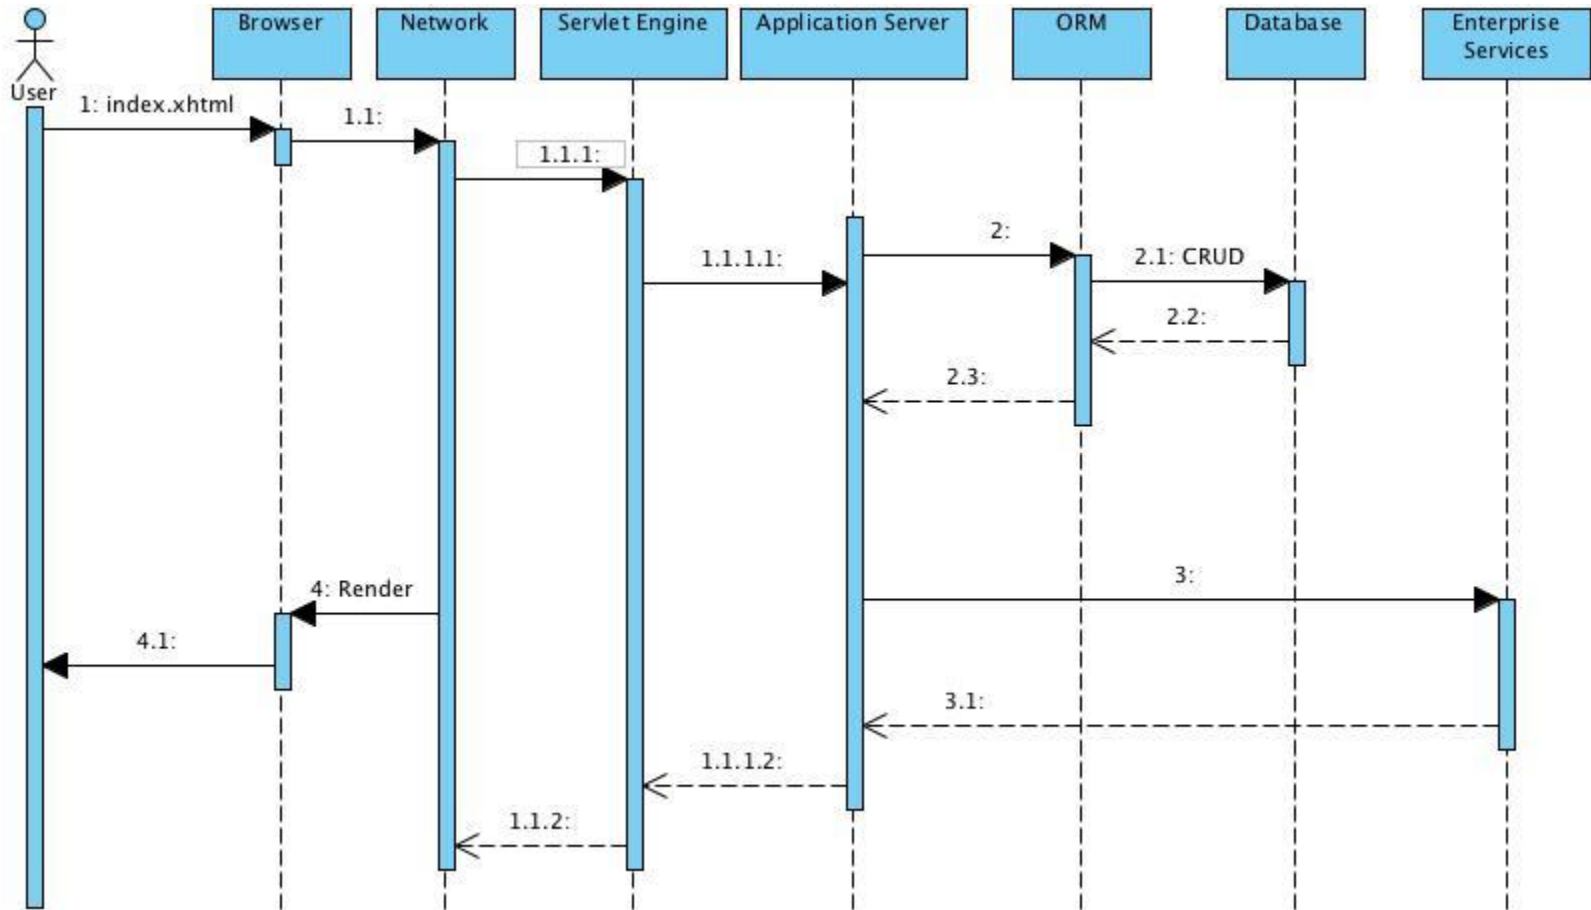 Browser
Network
Servlet Engine
Application Server
ORM
Database
Enterprise
Services
User
1: index.xhtml
1.1:
1.1.1:
2:
1.1.1.1:
2.1: CRUD
2.2:
2.3:
3:
4: Render
4.1:
3.1:
1.1.1.2:
1.1.2: